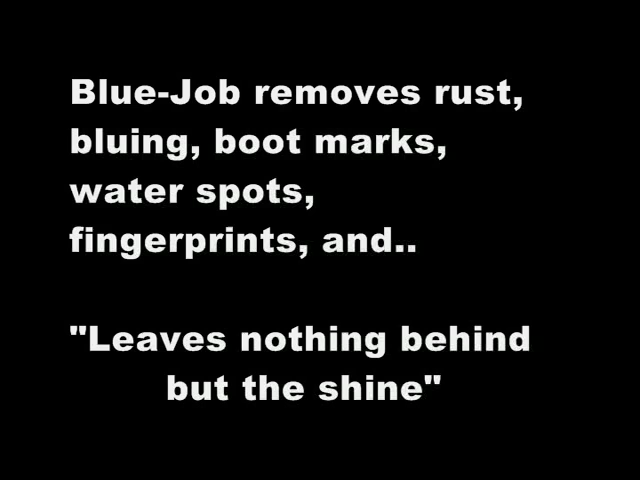 Blue-Job removes rust,
bluing, boot marks,
water spots,
fingerprints, and..
"Leaves nothing behind
but the shine"